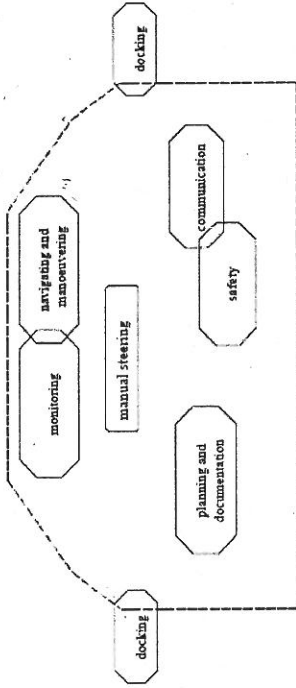 monitoring
navigating and
manoeuvering
docking
manual steering
docking
planning and
documentation
safety
communication